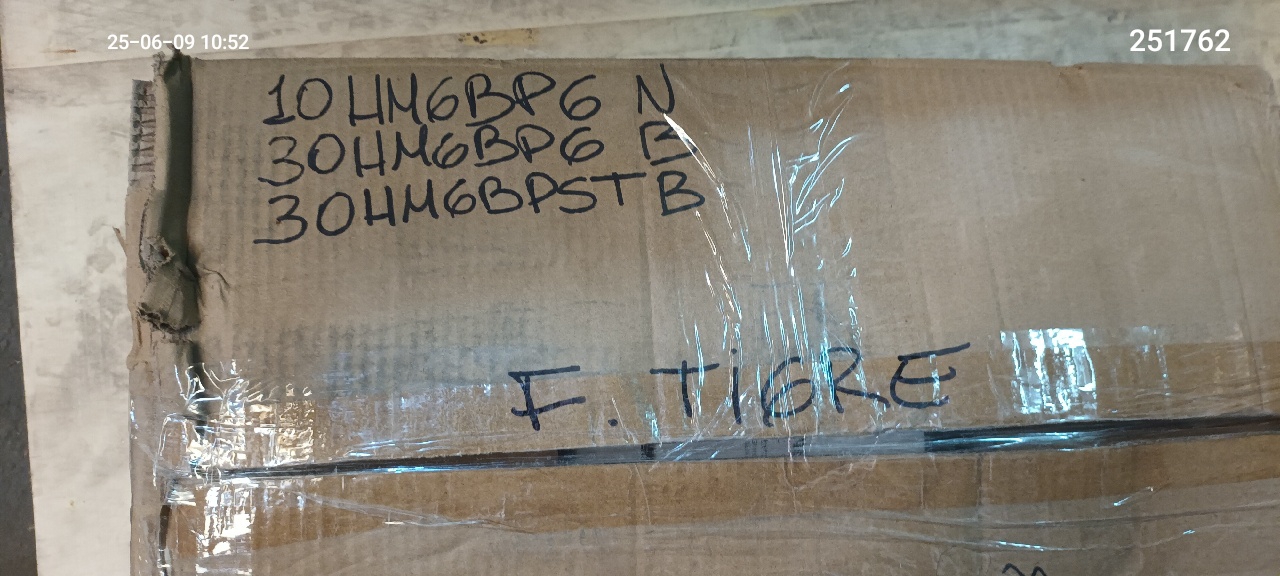 25-06-09 10:52
251762
10HM6BP6 N
30HM6BP6 B
30HM6BPST B
F. TiGRE